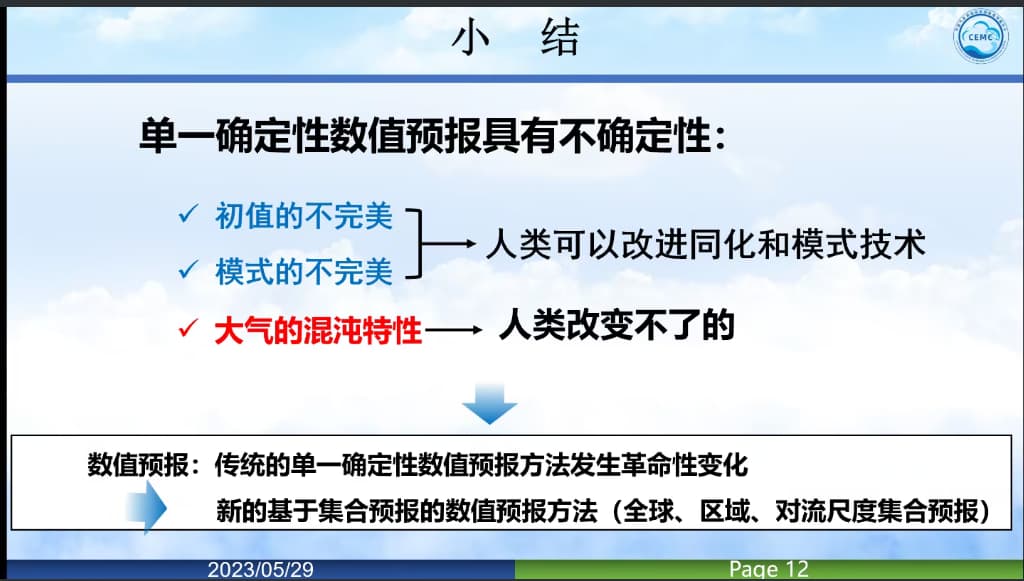 小 结
CEMC
单一确定性数值预报具有不确定性：
✓ 初值的不完美
✓ 模式的不完美
人类可以改进同化和模式技术
✓ 大气的混沌特性
人类改变不了的
数值预报：传统的单一确定性数值预报方法发生革命性变化
新的基于集合预报的数值预报方法（全球、区域、对流尺度集合预报）
2023/05/29
Page 12